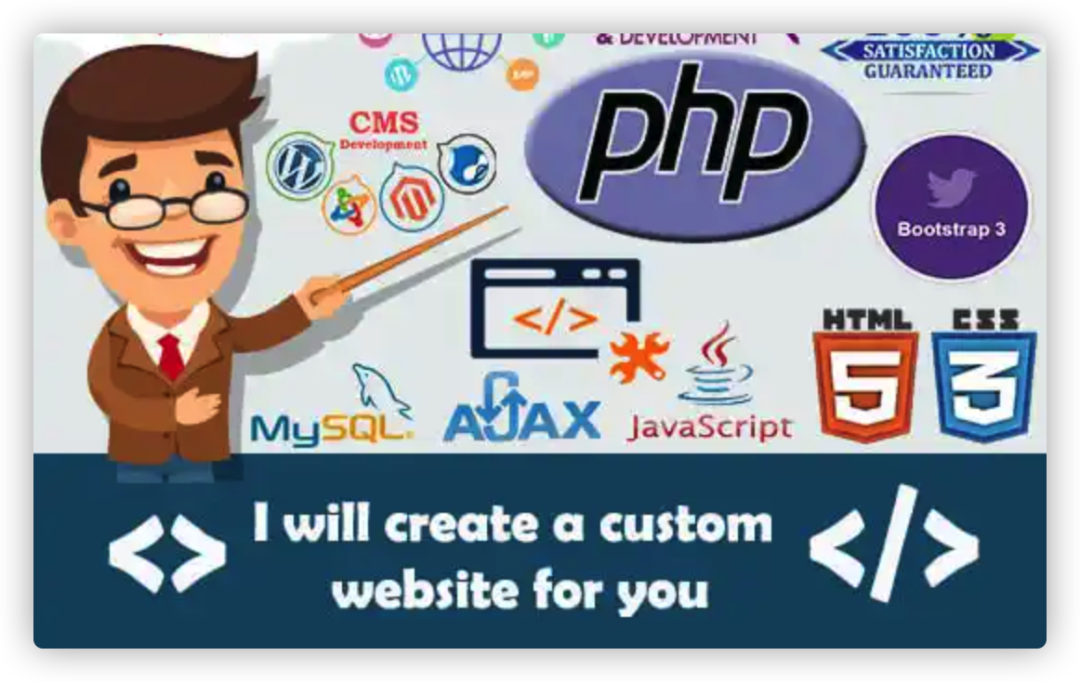 & DEVELOPMENT
SATISFACTION
GUARANTEED
CMS
Development
php
Bootstrap 3
</>
HTML
5
CSS
3
MySQL
AJAX
JavaScript
<> I will create a custom </>
website for you